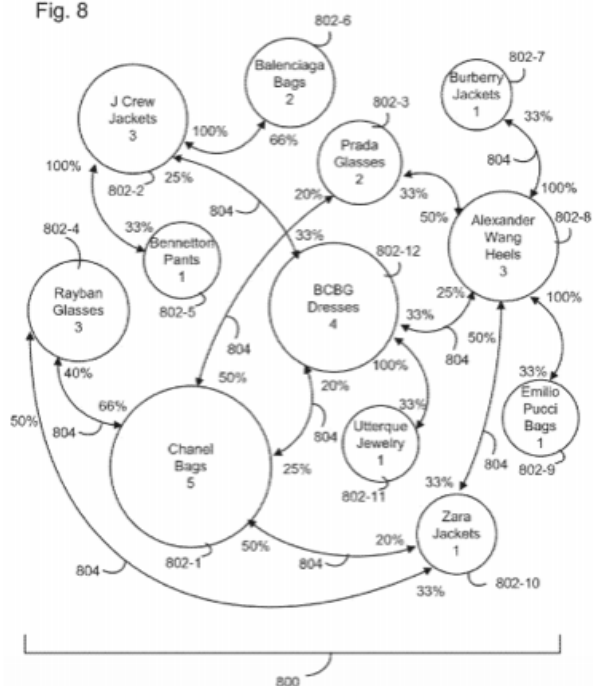 Fig. 8
802-6
Balenciaga
Bags
2
802-7
Burberry
Jackets
1
J Crew
Jackets
3
802-3
100%
66%
33%
Prada
Glasses
2
804
100%
802-2
25%
20%
33%
100%
802-4
33%
804
50%
Alexander
Wang
Heels
3
802-8
Bennetton
Pants
1
33%
802-12
Rayban
Glasses
3
802-5
BCBG
Dresses
4
25%
100%
33%
50%
804
804
40%
50%
20%
100%
33%
50%
66%
804
33%
Emilio
Pucci
Bags
1
804
Chanel
Bags
5
804
Utterque
Jewelry
1
25%
802-9
802-11
33%
Zara
Jackets
1
802-1
50%
804
20%
804
33%
802-10
800